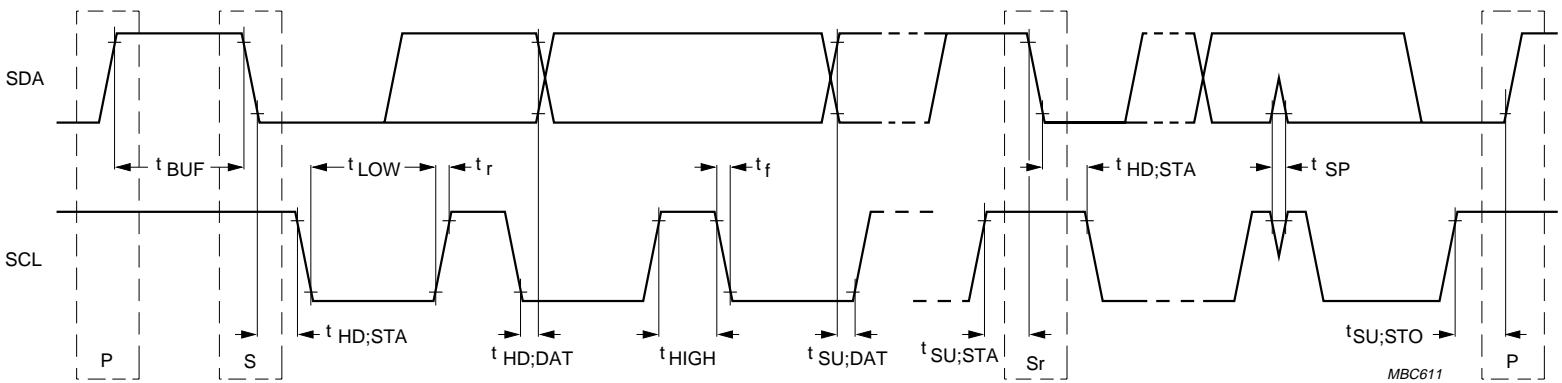 SDA
t BUF
t LOW
t r
t f
t HD;STA
t SP
SCL
t HD;STA
t HD;DAT
t HIGH
t SU;DAT
t SU;STA
t SU;STO
P
S
Sr
P
MBC611